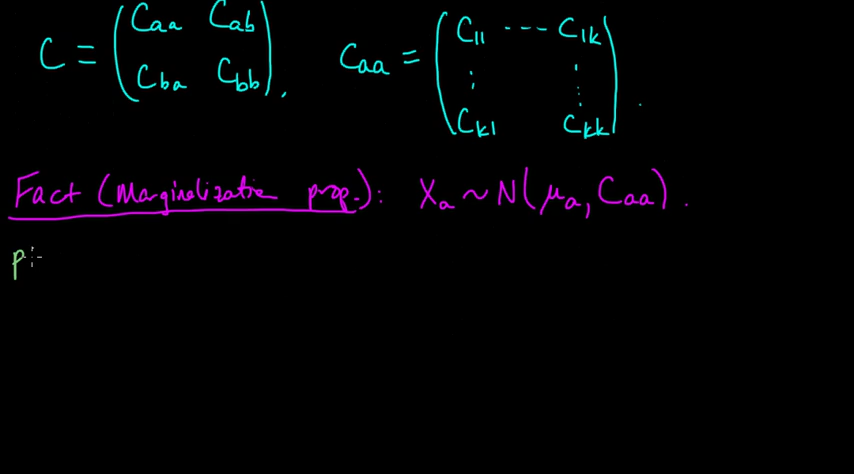 C = ( Caa Cab
Cba Cbb ) , Caa = ( C11 --- C1k
⋮ ⋮
Ck1 Ckk ) .
Fact (Marginalization prop.): Xa ~ N(μa, Caa).
p